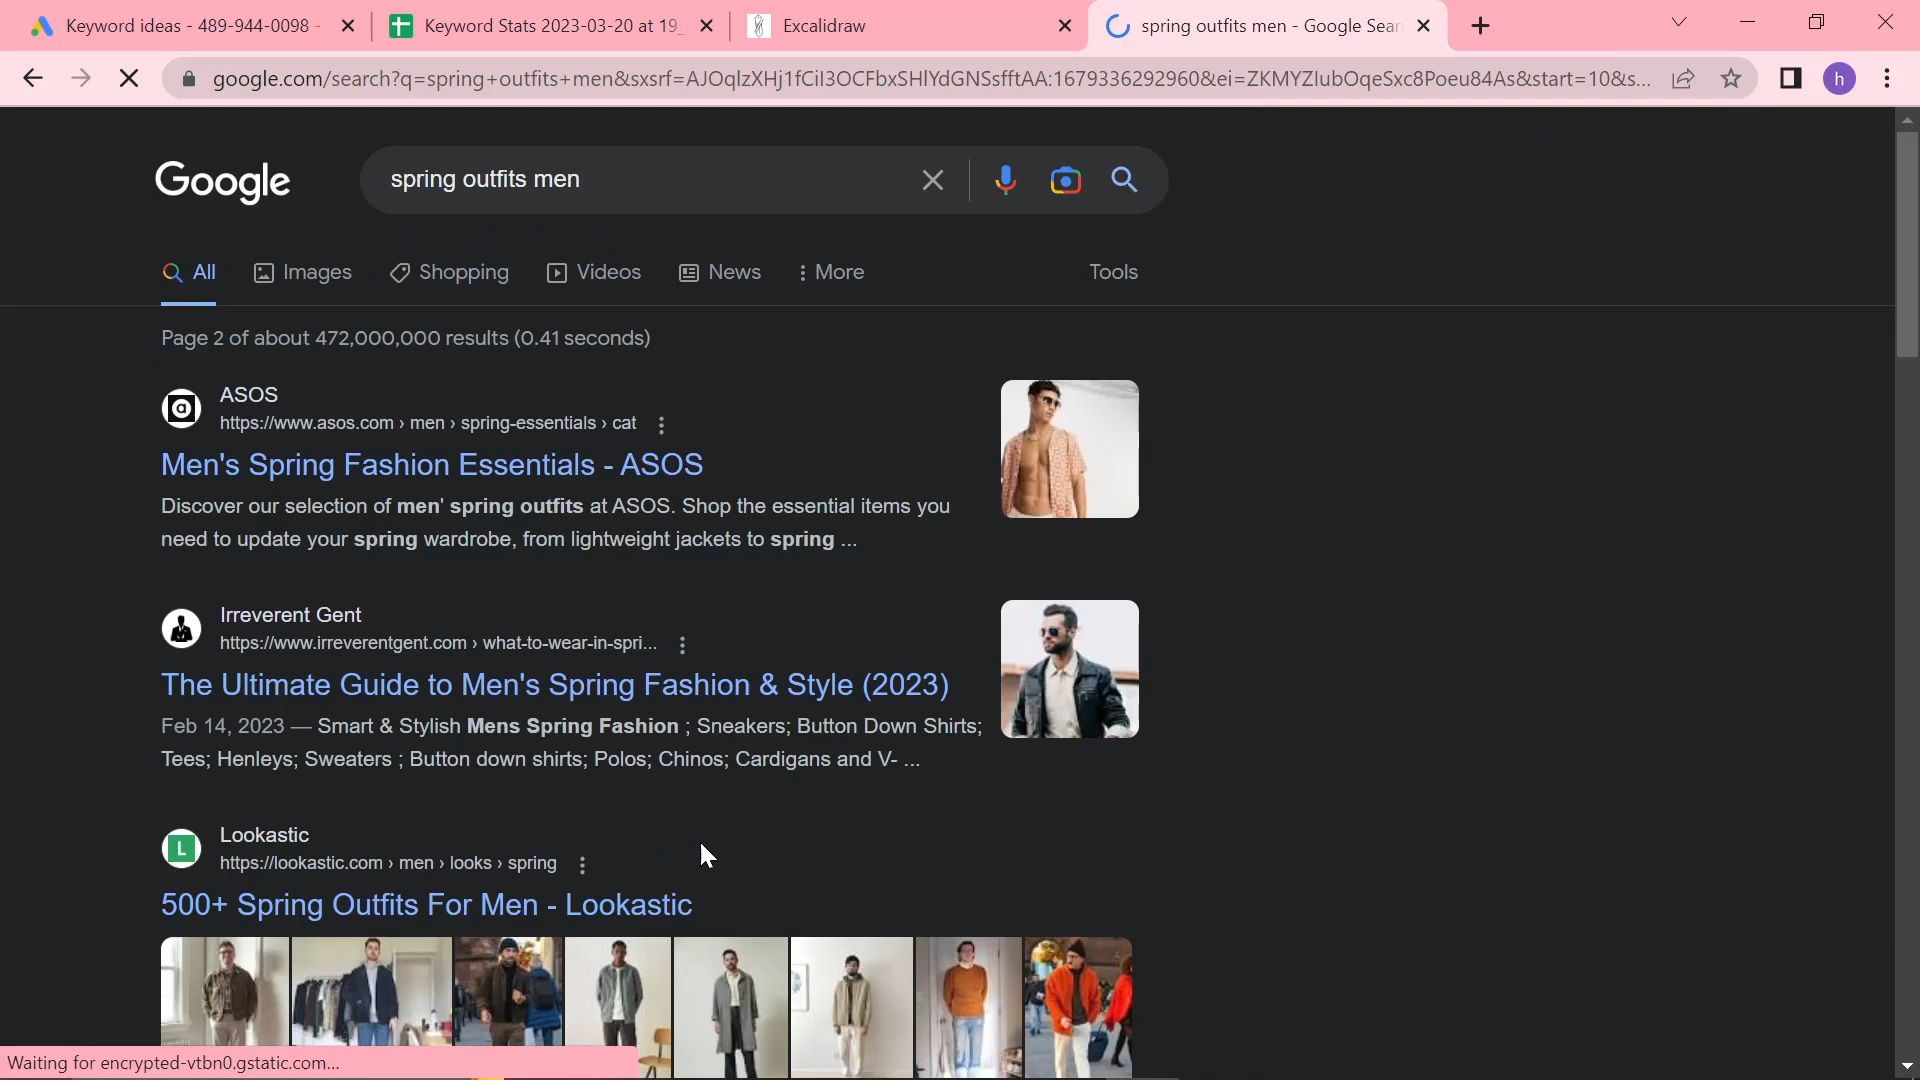 Keyword ideas - 489-944-0098 -
Keyword Stats 2023-03-20 at 19_
Excalidraw
spring outfits men - Google Sear
google.com/search?q=spring+outfits+men&sxsrf=AJOqlzXHj1fCil3OCFbxSHlYdGNSsfftAA:1679336292960&ei=ZKMYZIubOqeSxc8Poeu84As&start=10&s...
h
Google
spring outfits men
All
Images
Shopping
Videos
News
More
Tools
Page 2 of about 472,000,000 results (0.41 seconds)
ASOS
https://www.asos.com › men › spring-essentials › cat
Men's Spring Fashion Essentials - ASOS
Discover our selection of men' spring outfits at ASOS. Shop the essential items you
need to update your spring wardrobe, from lightweight jackets to spring ...
Irreverent Gent
https://www.irreverentgent.com › what-to-wear-in-spri...
The Ultimate Guide to Men's Spring Fashion & Style (2023)
Feb 14, 2023 — Smart & Stylish Mens Spring Fashion ; Sneakers; Button Down Shirts;
Tees; Henleys; Sweaters ; Button down shirts; Polos; Chinos; Cardigans and V- ...
L
Lookastic
https://lookastic.com › men › looks › spring
500+ Spring Outfits For Men - Lookastic
Waiting for encrypted-vtbn0.gstatic.com...